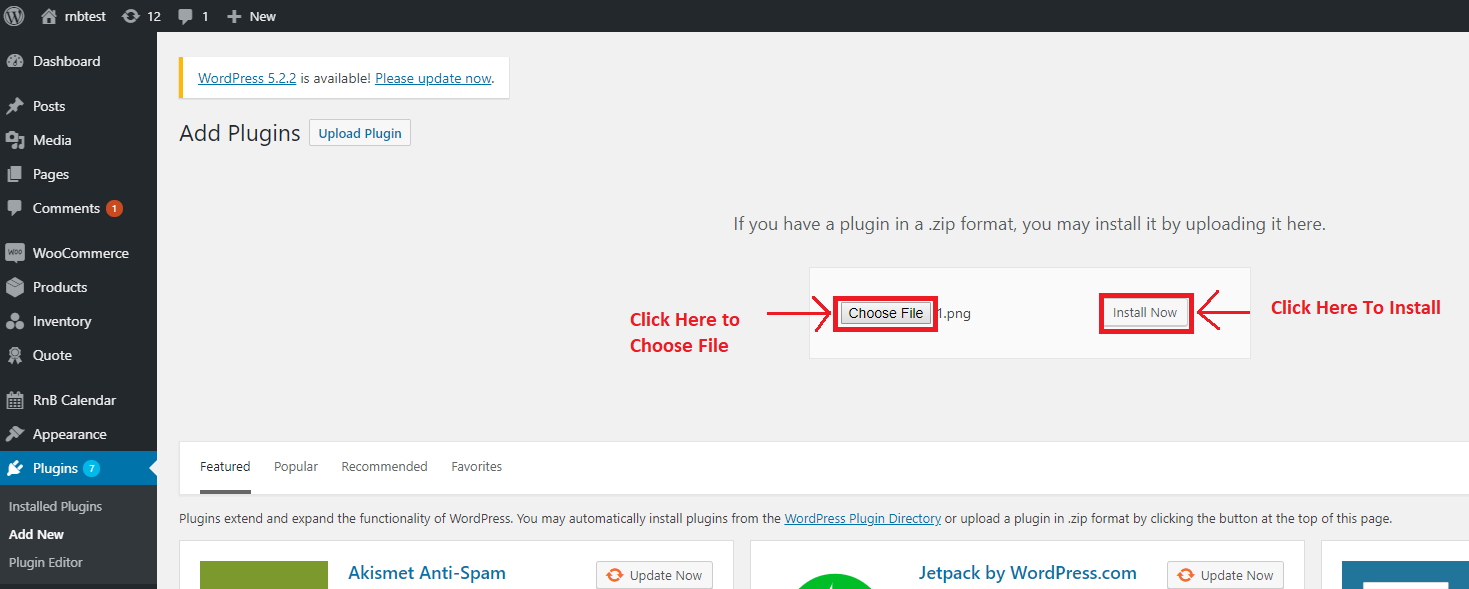 rnbtest 12 1 New
Dashboard
Posts
Media
Pages
Comments 1
WooCommerce
Products
Inventory
Quote
RnB Calendar
Appearance
Plugins 7
Installed Plugins
Add New
Plugin Editor
WordPress 5.2.2 is available! Please update now.
Add Plugins Upload Plugin
If you have a plugin in a .zip format, you may install it by uploading it here.
Click Here to
Choose File
Choose File 1.png
Install Now
Click Here To Install
Featured Popular Recommended Favorites
Plugins extend and expand the functionality of WordPress. You may automatically install plugins from the WordPress Plugin Directory or upload a plugin in .zip format by clicking the button at the top of this page.
Akismet Anti-Spam Update Now
Jetpack by WordPress.com Update Now